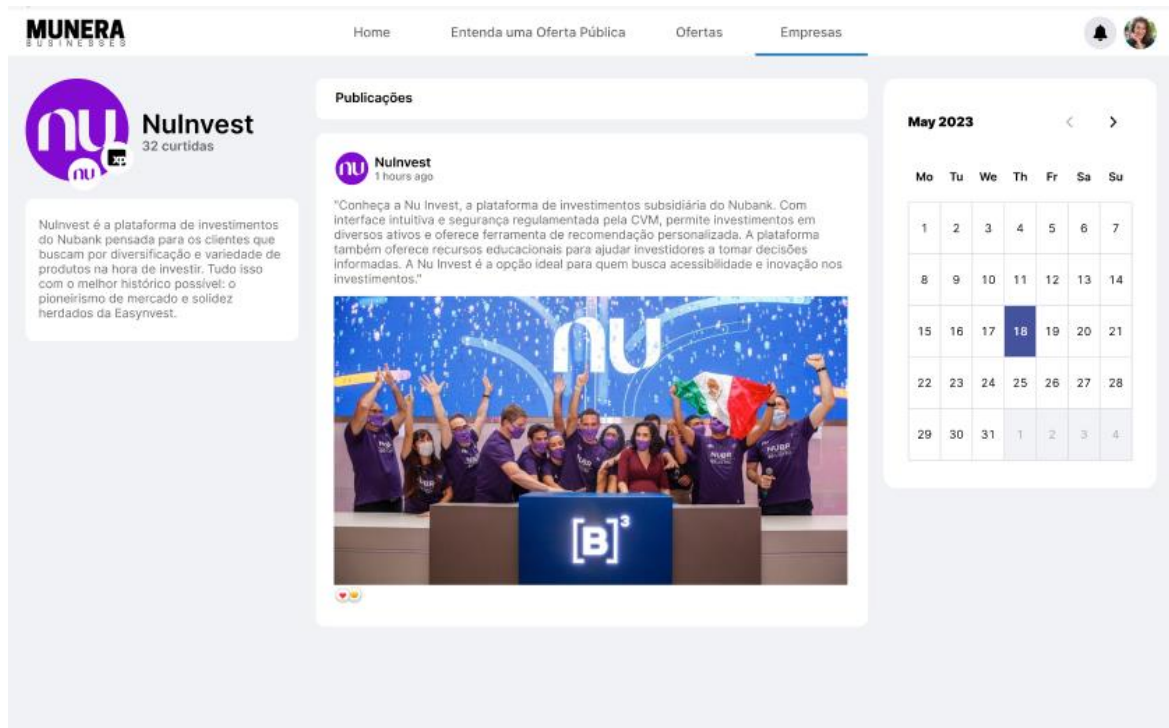 MUNERA
BUSINESSES
Home
Entenda uma Oferta Pública
Ofertas
Empresas
nu
nu
xp
NuInvest
32 curtidas
NuInvest é a plataforma de investimentos
do Nubank pensada para os clientes que
buscam por diversificação e variedade de
produtos na hora de investir. Tudo isso
com o melhor histórico possível: o
pioneirismo de mercado e solidez
herdados da Easynvest.
Publicações
nu
NuInvest
1 hours ago
"Conheça a Nu Invest, a plataforma de investimentos subsidiária do Nubank. Com
interface intuitiva e segurança regulamentada pela CVM, permite investimentos em
diversos ativos e oferece ferramenta de recomendação personalizada. A plataforma
também oferece recursos educacionais para ajudar investidores a tomar decisões
informadas. A Nu Invest é a opção ideal para quem busca acessibilidade e inovação nos
investimentos."
nu
NUBR
NUBR
NUBR
[B]³
May 2023
Mo Tu We Th Fr Sa Su
1 2 3 4 5 6 7
8 9 10 11 12 13 14
15 16 17 18 19 20 21
22 23 24 25 26 27 28
29 30 31 1 2 3 4